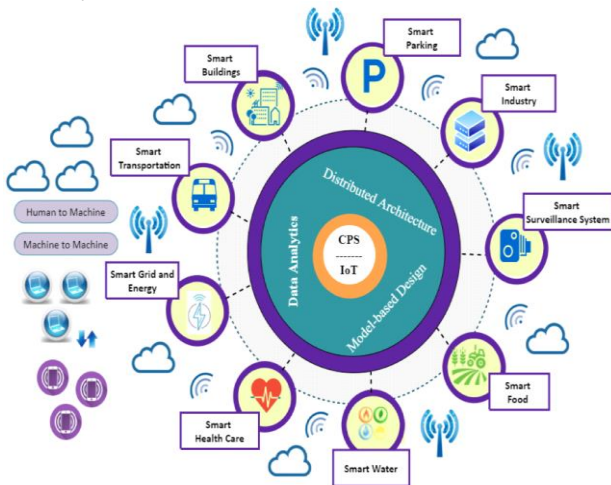 Smart
Parking
Smart
Buildings
P
Smart
Industry
Smart
Transportation
Human to Machine
Machine to Machine
Smart
Surveillance System
Distributed Architecture
Data Analytics
CPS
------
IoT
Model-based Design
Smart Grid and
Energy
Smart
Food
Smart
Health Care
Smart Water